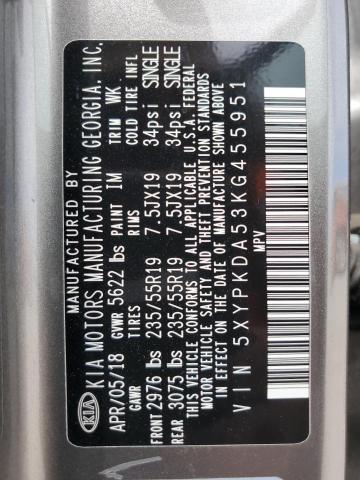 MANUFACTURED BY
KIA KIA MOTORS MANUFACTURING GEORGIA, INC.
APR/05/18 GVWR 5622 lbs PAINT IM TRIM WK
GAWR TIRES RIMS COLD TIRE INFL
FRONT 2976 lbs 235/55R19 7.5JX19 34psi SINGLE
REAR 3075 lbs 235/55R19 7.5JX19 34psi SINGLE
THIS VEHICLE CONFORMS TO ALL APPLICABLE U.S.A. FEDERAL
MOTOR VEHICLE SAFETY AND THEFT PREVENTION STANDARDS
IN EFFECT ON THE DATE OF MANUFACTURE SHOWN ABOVE
VIN 5XYPKDA53KG455951
MPV